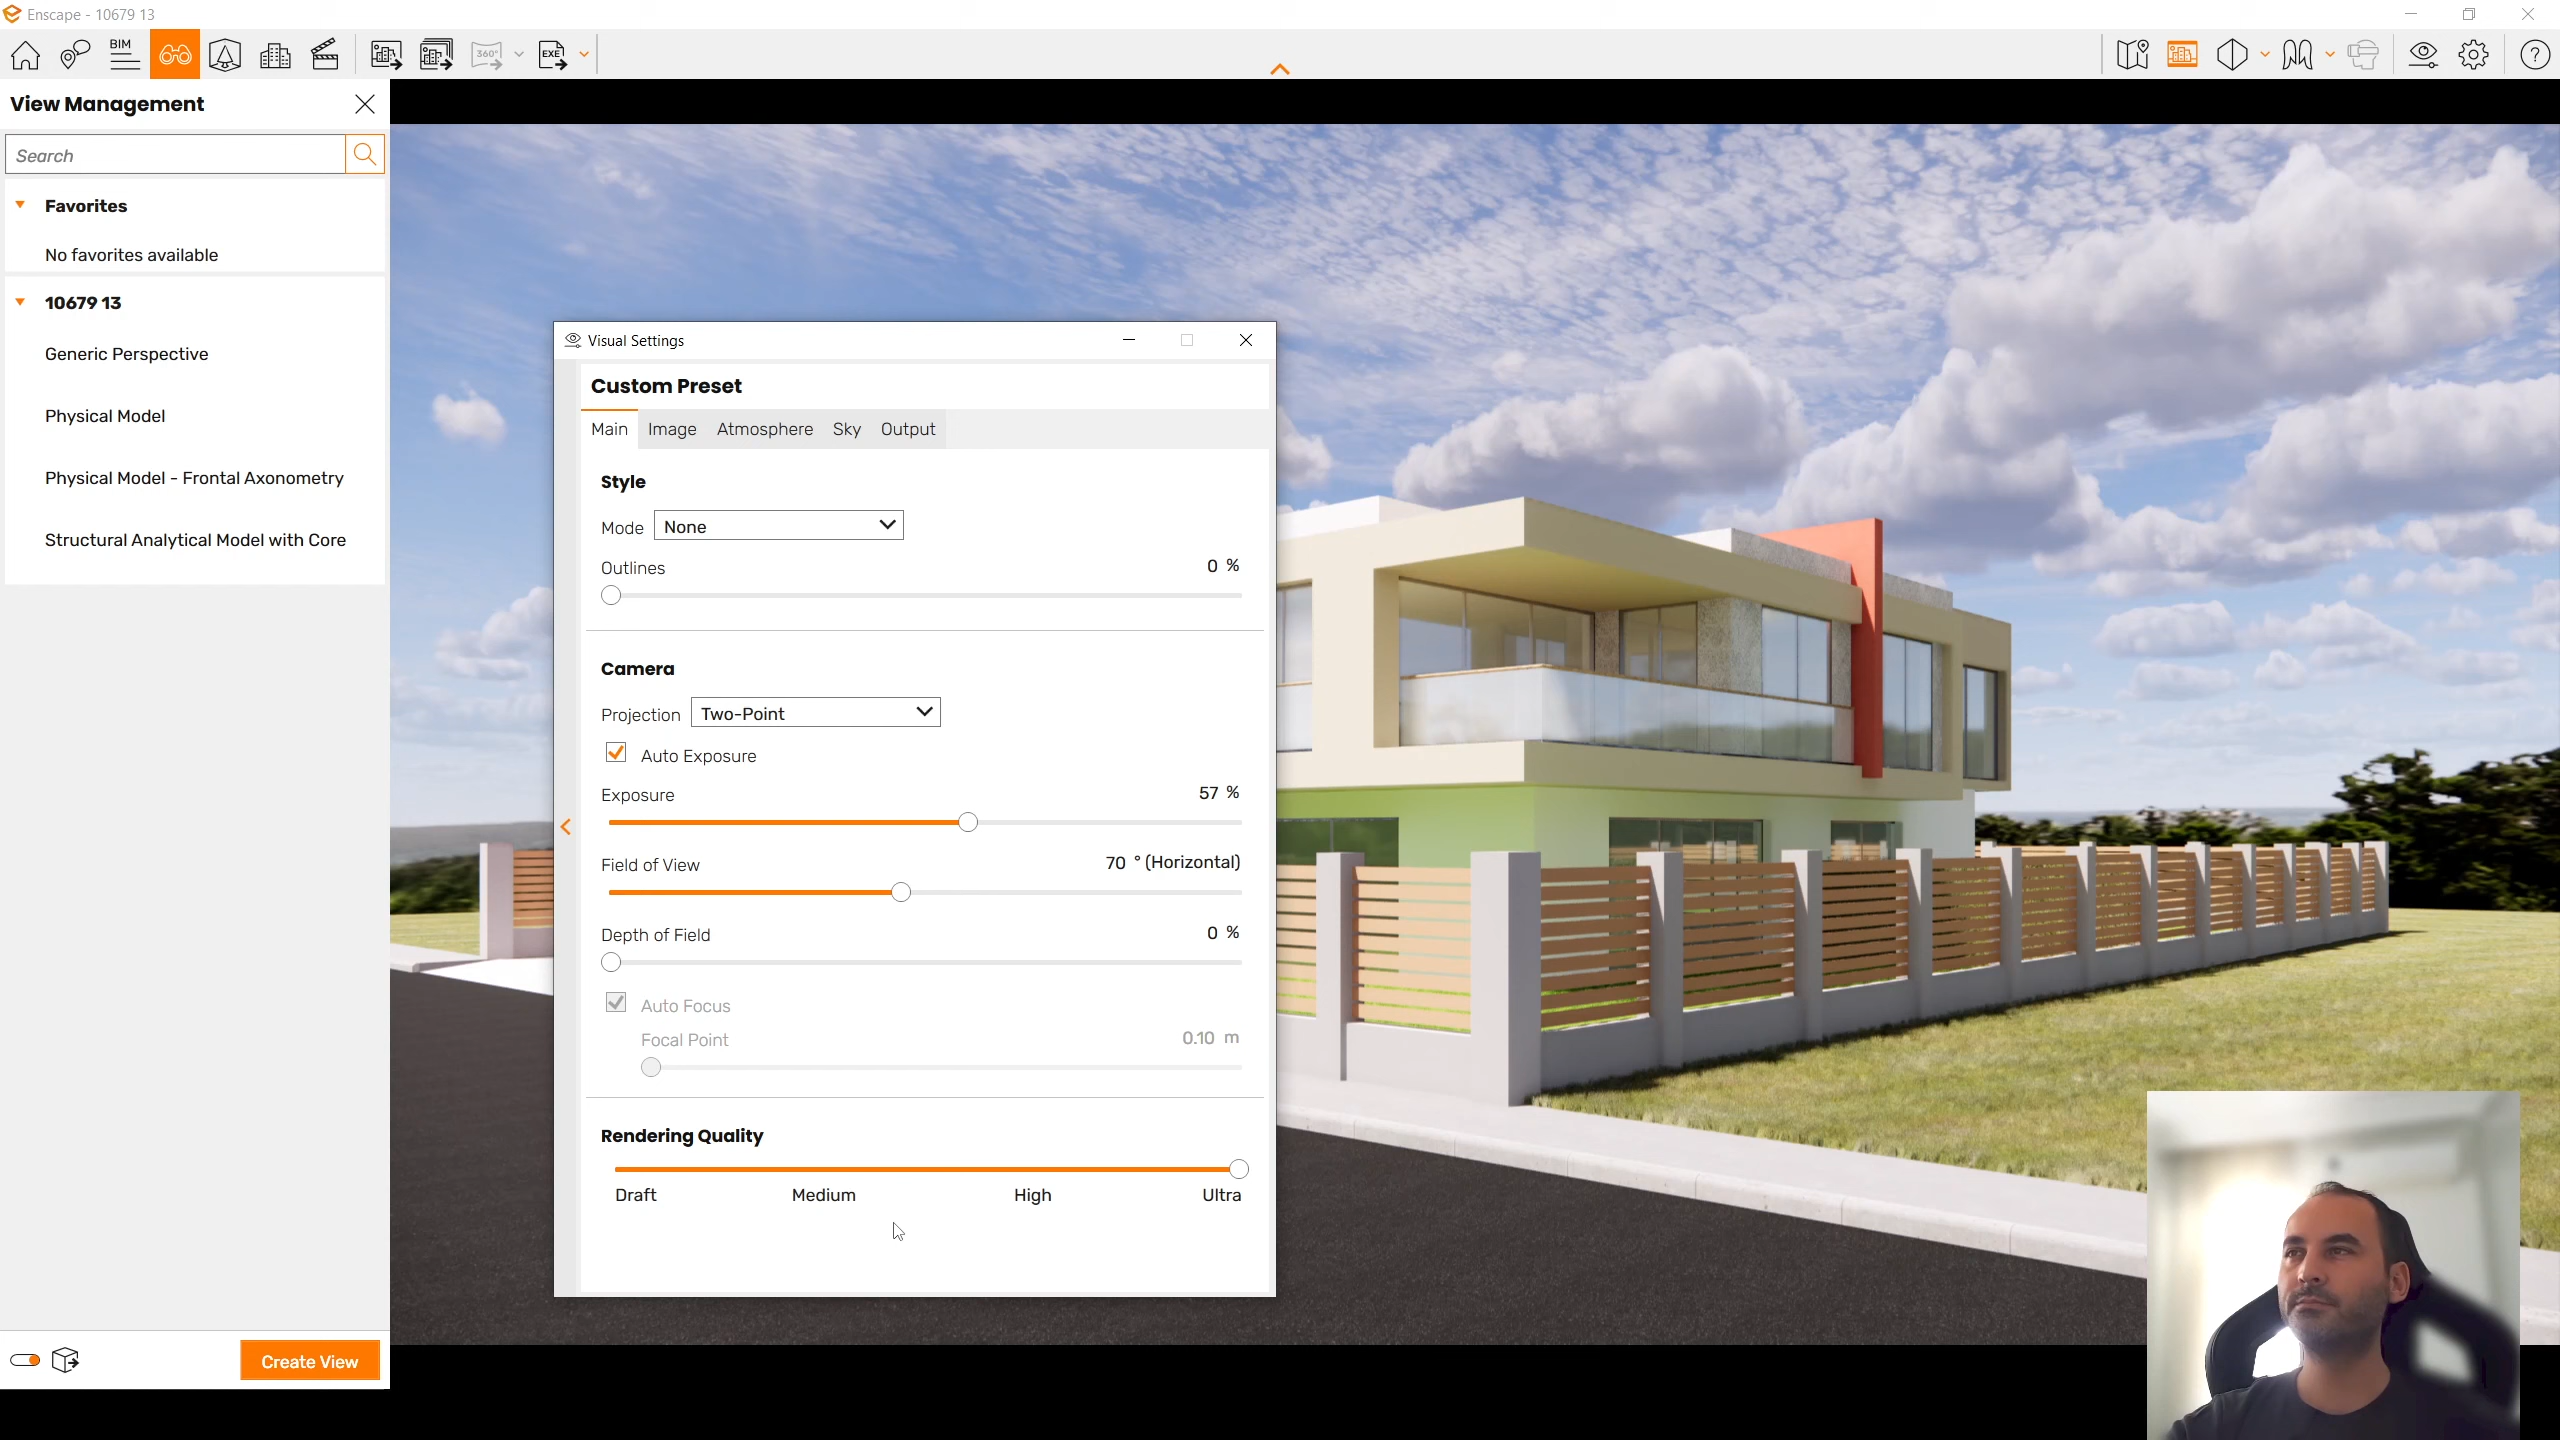 Enscape - 10679 13
BIM
360°
EXE
?
View Management
Search
Favorites
No favorites available
10679 13
Generic Perspective
Physical Model
Physical Model - Frontal Axonometry
Structural Analytical Model with Core
Create View
Visual Settings
Custom Preset
Main Image Atmosphere Sky Output
Style
Mode None
Outlines 0 %
Camera
Projection Two-Point
Auto Exposure
Exposure 57 %
Field of View 70 ° (Horizontal)
Depth of Field 0 %
Auto Focus
Focal Point 0.10 m
Rendering Quality
Draft Medium High Ultra